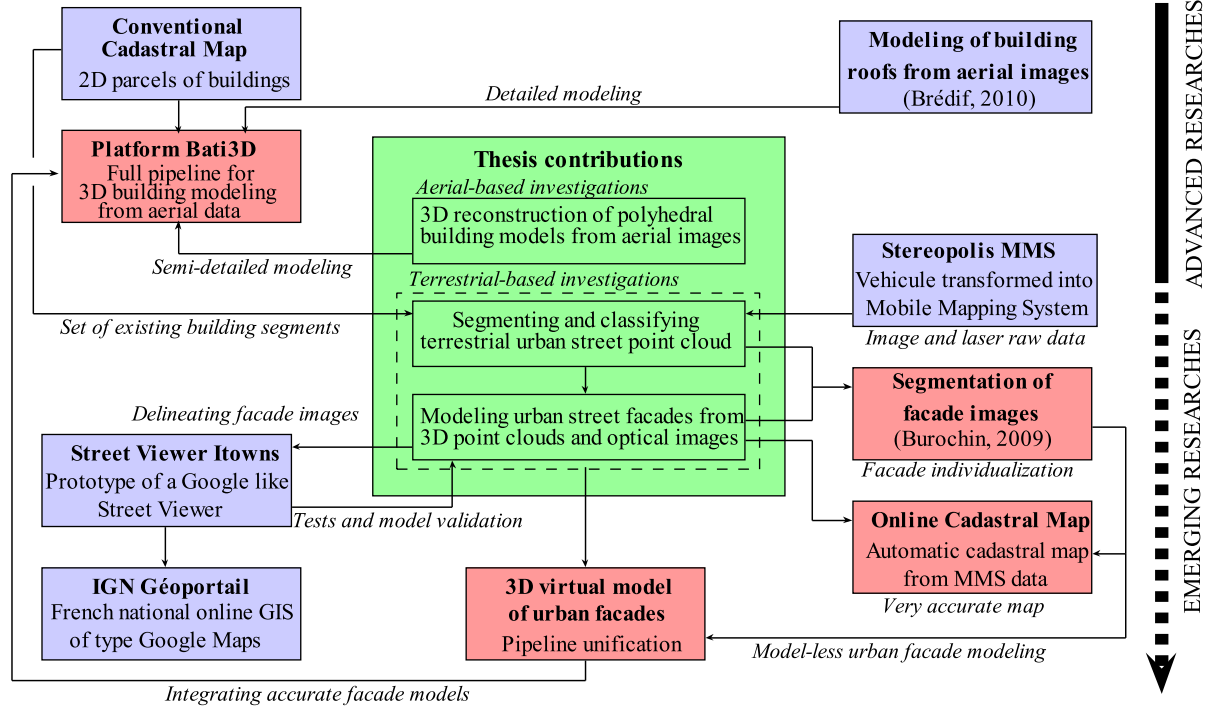 Conventional
Cadastral Map
2D parcels of buildings
Modeling of building
roofs from aerial images
(Brédif, 2010)
Detailed modeling
Platform Bati3D
Full pipeline for
3D building modeling
from aerial data
Thesis contributions
Aerial-based investigations
3D reconstruction of polyhedral
building models from aerial images
Semi-detailed modeling
Terrestrial-based investigations
Stereopolis MMS
Vehicule transformed into
Mobile Mapping System
Image and laser raw data
Set of existing building segments
Segmenting and classifying
terrestrial urban street point cloud
Segmentation of
facade images
(Burochin, 2009)
Facade individualization
Delineating facade images
Modeling urban street facades from
3D point clouds and optical images
Street Viewer Itowns
Prototype of a Google like
Street Viewer
Tests and model validation
Online Cadastral Map
Automatic cadastral map
from MMS data
Very accurate map
IGN Géoportail
French national online GIS
of type Google Maps
3D virtual model
of urban facades
Pipeline unification
Model-less urban facade modeling
Integrating accurate facade models
ADVANCED RESEARCHES
EMERGING RESEARCHES